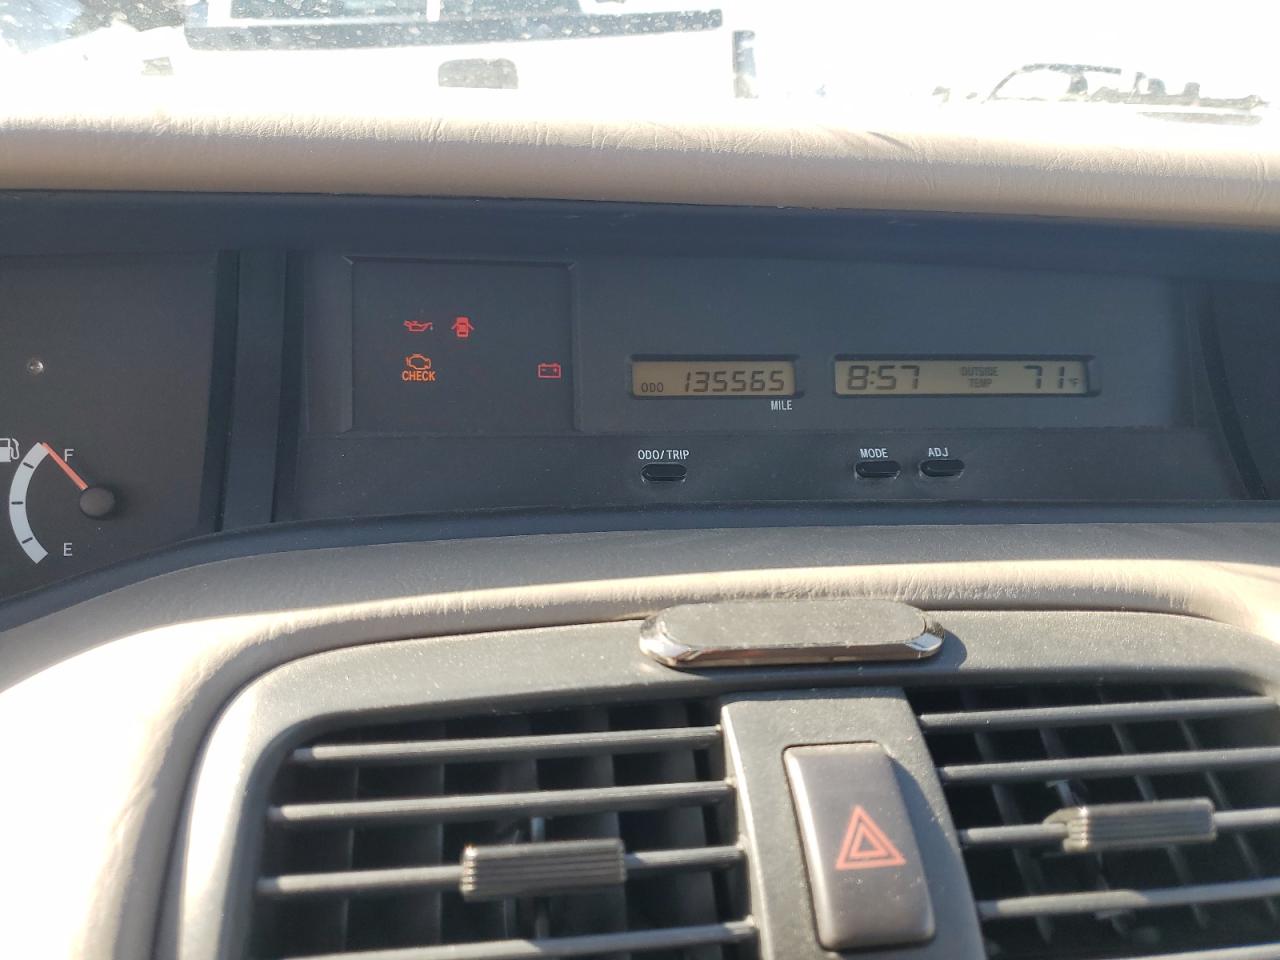 CHECK
ODO 135565
MILE
8:57 OUTSIDE TEMP 71°F
ODO/TRIP
MODE
ADJ
F
E